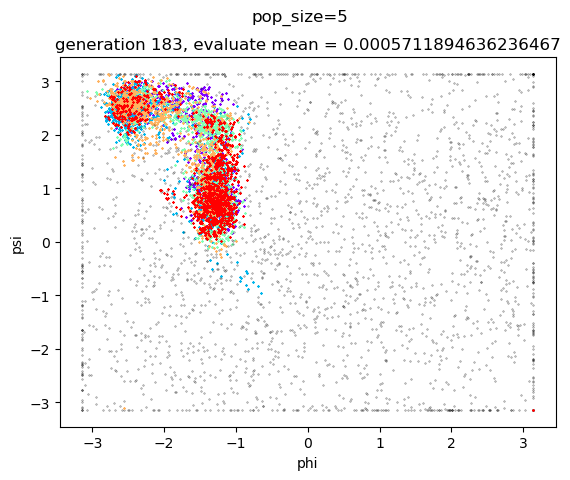 pop_size=5
generation 183, evaluate mean = 0.0005711894636236467
3
2
1
0
−1
−2
−3
psi
−3 −2 −1 0 1 2 3
phi